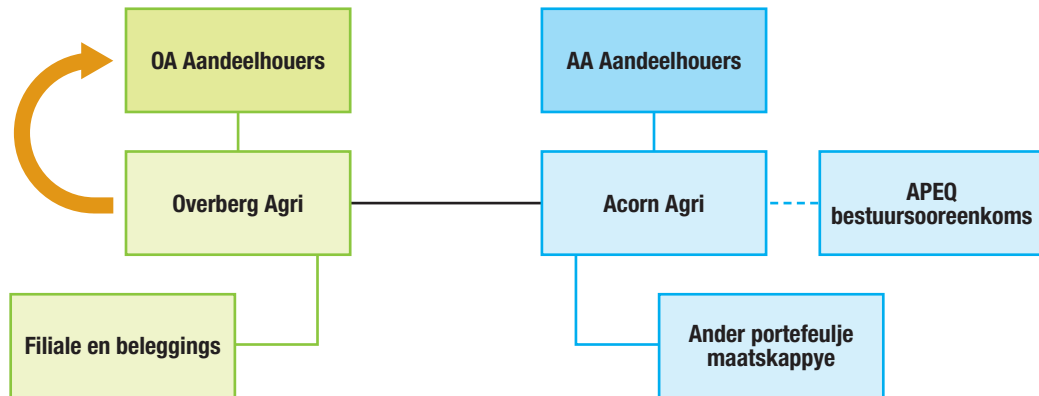 OA Aandeelhouers
AA Aandeelhouers
Overberg Agri
Acorn Agri
APEQ
bestuursooreenkoms
Filiale en beleggings
Ander portefeulje
maatskappye